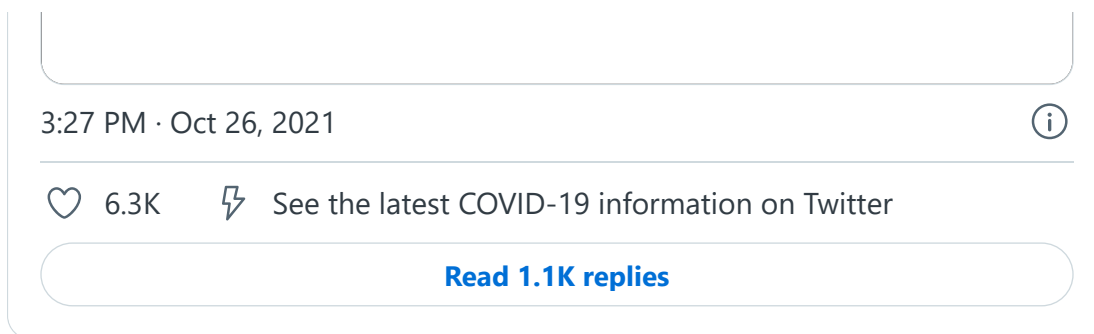 3:27 PM · Oct 26, 2021
6.3K See the latest COVID-19 information on Twitter
Read 1.1K replies